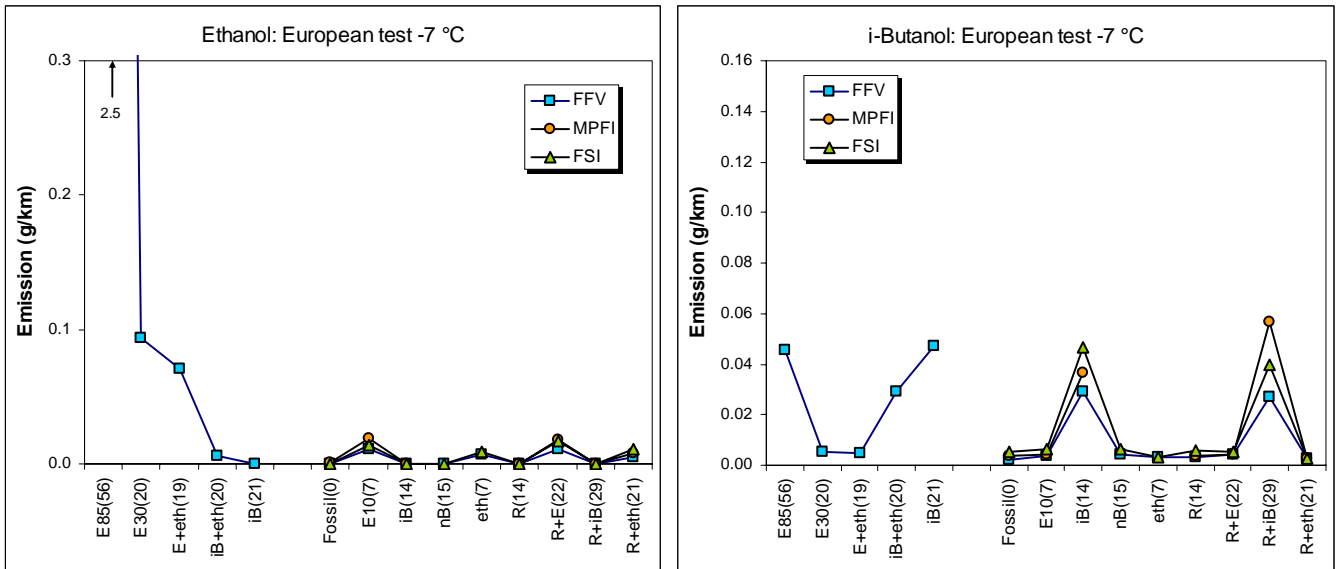 Ethanol: European test -7 °C
0.3
0.2
0.1
0.0
Emission (g/km)
2.5
FFV
MPFI
FSI
E85(56)
E30(20)
E+eth(19)
iB+eth(20)
iB(21)
Fossil(0)
E10(7)
iB(14)
nB(15)
eth(7)
R(14)
R+E(22)
R+iB(29)
R+eth(21)
i-Butanol: European test -7 °C
0.16
0.14
0.12
0.10
0.08
0.06
0.04
0.02
0.00
Emission (g/km)
FFV
MPFI
FSI
E85(56)
E30(20)
E+eth(19)
iB+eth(20)
iB(21)
Fossil(0)
E10(7)
iB(14)
nB(15)
eth(7)
R(14)
R+E(22)
R+iB(29)
R+eth(21)